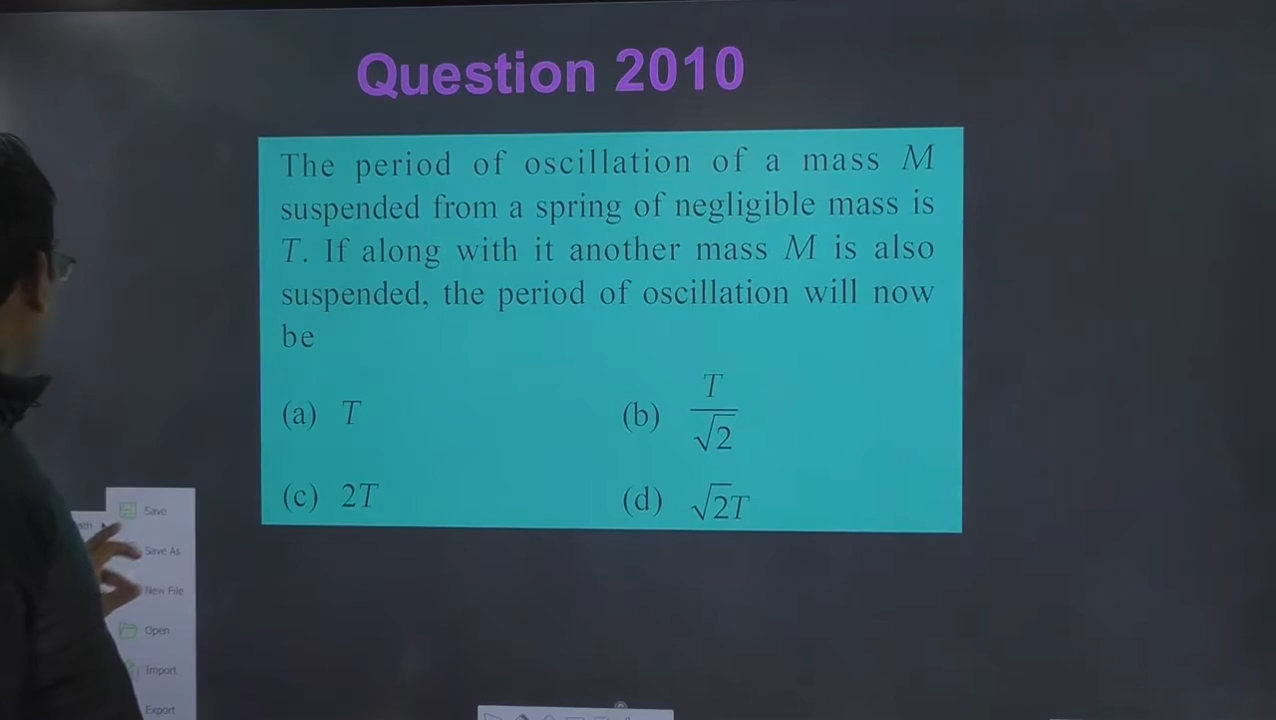 Question 2010
The period of oscillation of a mass M
suspended from a spring of negligible mass is
T. If along with it another mass M is also
suspended, the period of oscillation will now
be
(a) T
(b) T/√2
(c) 2T
(d) √2T
Save
Save As
New File
Open
Import
Export